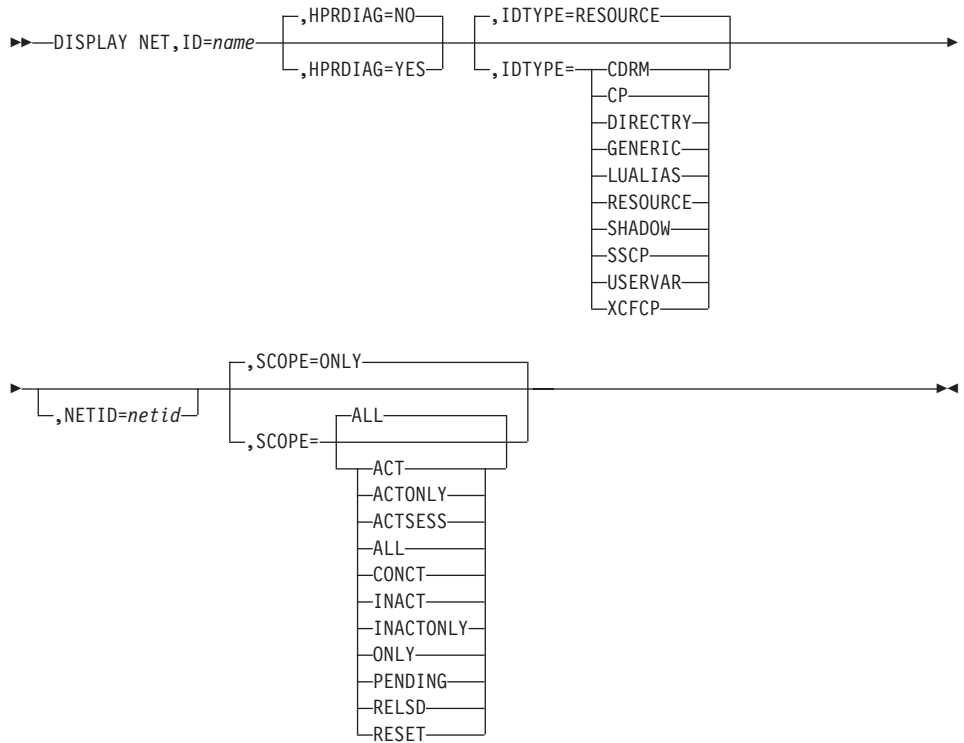 ,HPRDIAG=NO ,IDTYPE=RESOURCE
DISPLAY NET,ID=name
,HPRDIAG=YES ,IDTYPE= CDRM
CP
DIRECTRY
GENERIC
LUALIAS
RESOURCE
SHADOW
SSCP
USERVAR
XCFCP
,SCOPE=ONLY
,NETID=netid
ALL
,SCOPE=
ACT
ACTONLY
ACTSESS
ALL
CONCT
INACT
INACTONLY
ONLY
PENDING
RELSD
RESET